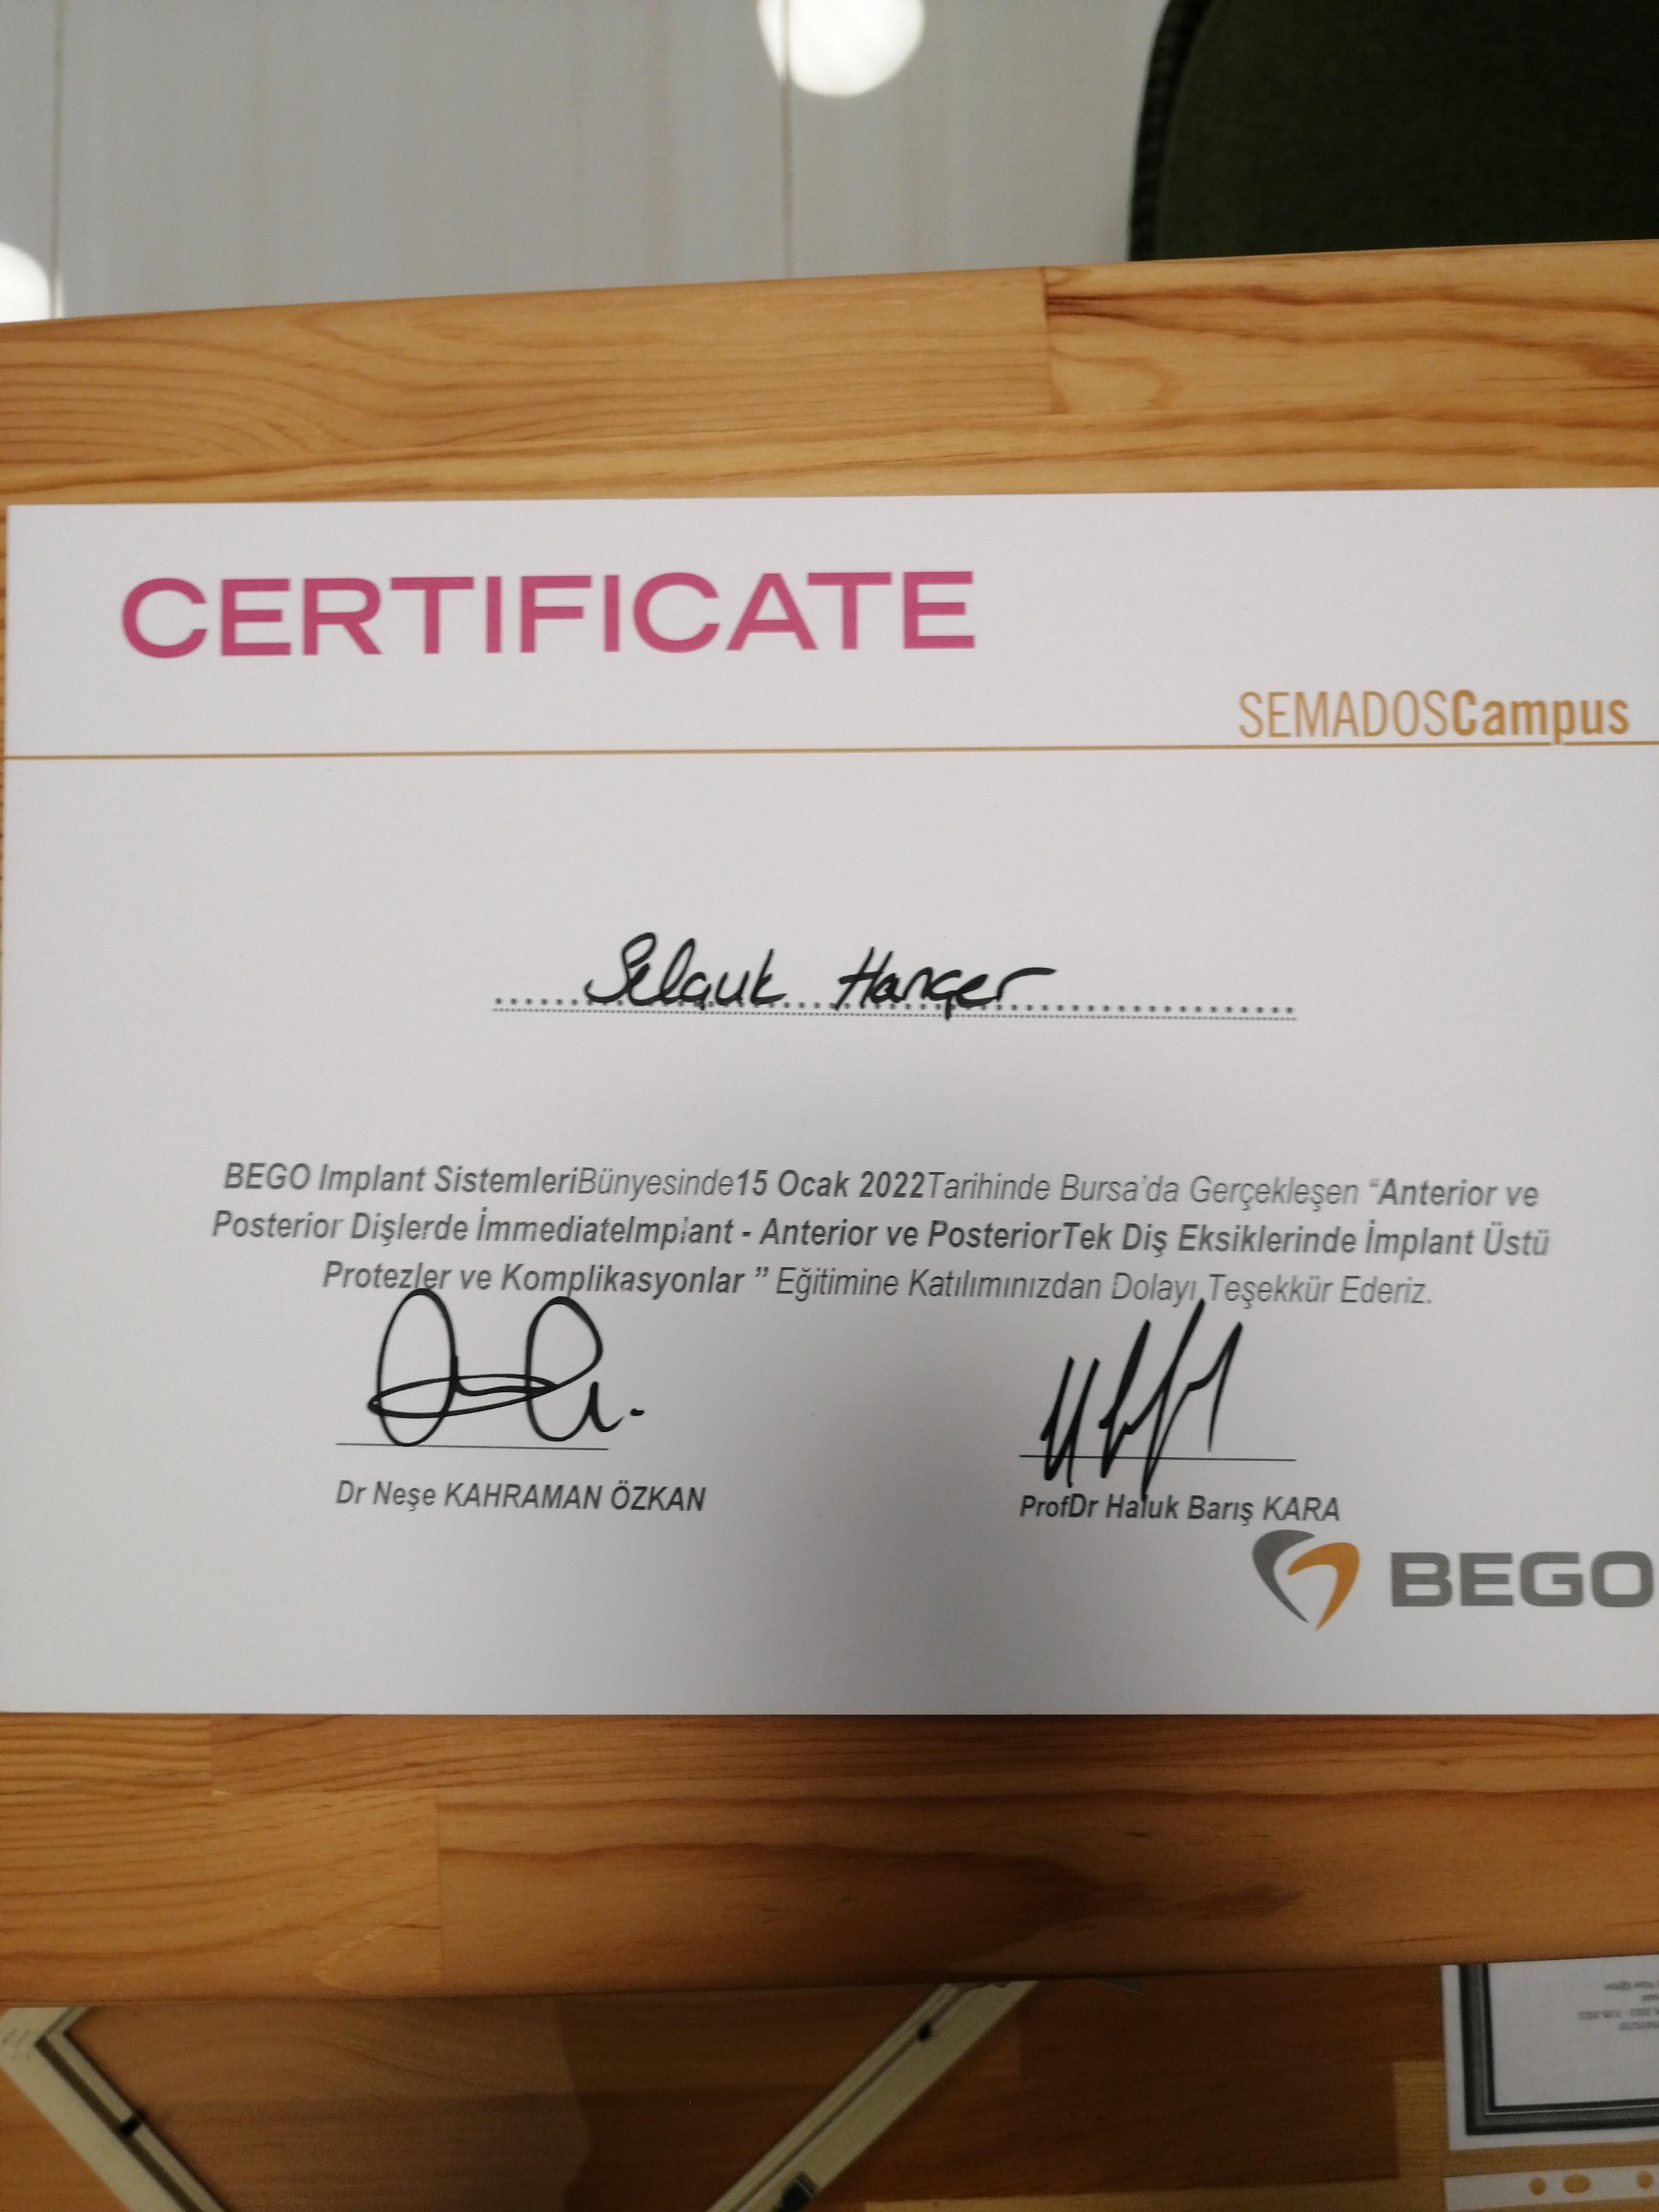 CERTIFICATE
SEMADOSCampus
Selçuk Hançer
BEGO Implant SistemleriBünyesinde15 Ocak 2022Tarihinde Bursa'da Gerçekleşen “Anterior ve
Posterior Dişlerde İmmediateImplant - Anterior ve PosteriorTek Diş Eksiklerinde İmplant Üstü
Protezler ve Komplikasyonlar ” Eğitimine Katılımınızdan Dolayı Teşekkür Ederiz.
Dr Neşe KAHRAMAN ÖZKAN
ProfDr Haluk Barış KARA
BEGO